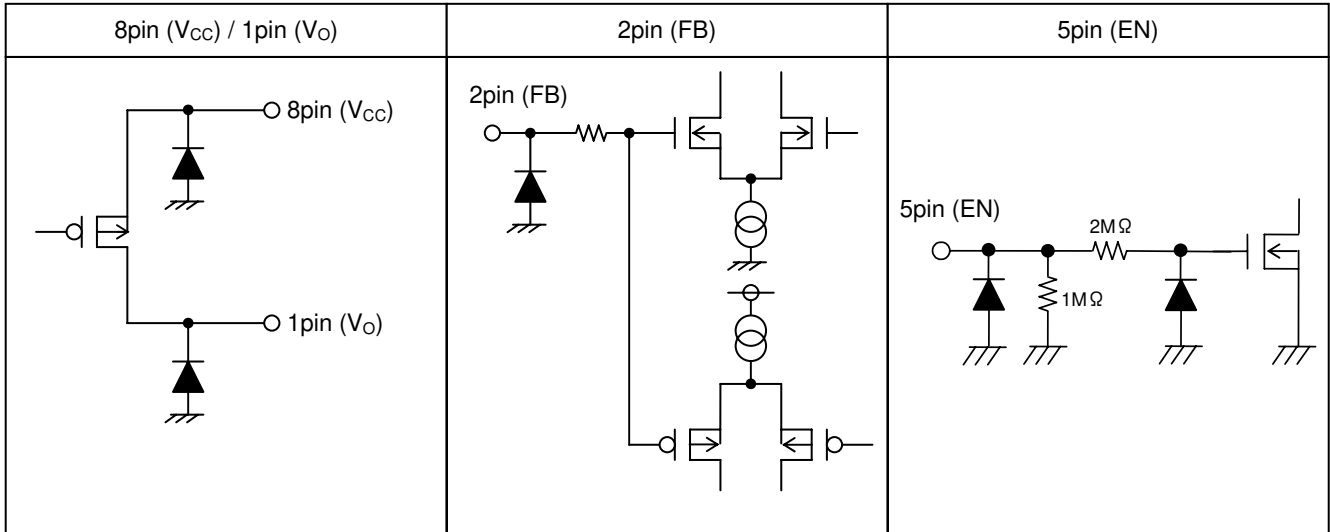 8pin (VCC) / 1pin (VO)
2pin (FB)
5pin (EN)
8pin (VCC)
1pin (VO)
2pin (FB)
5pin (EN)
2MΩ
1MΩ